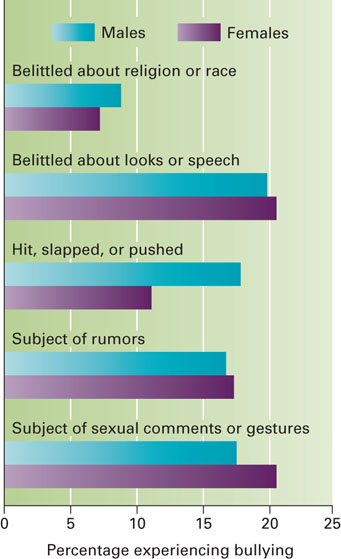 Males Females
Belittled about religion or race
Belittled about looks or speech
Hit, slapped, or pushed
Subject of rumors
Subject of sexual comments or gestures
0 5 10 15 20 25
Percentage experiencing bullying